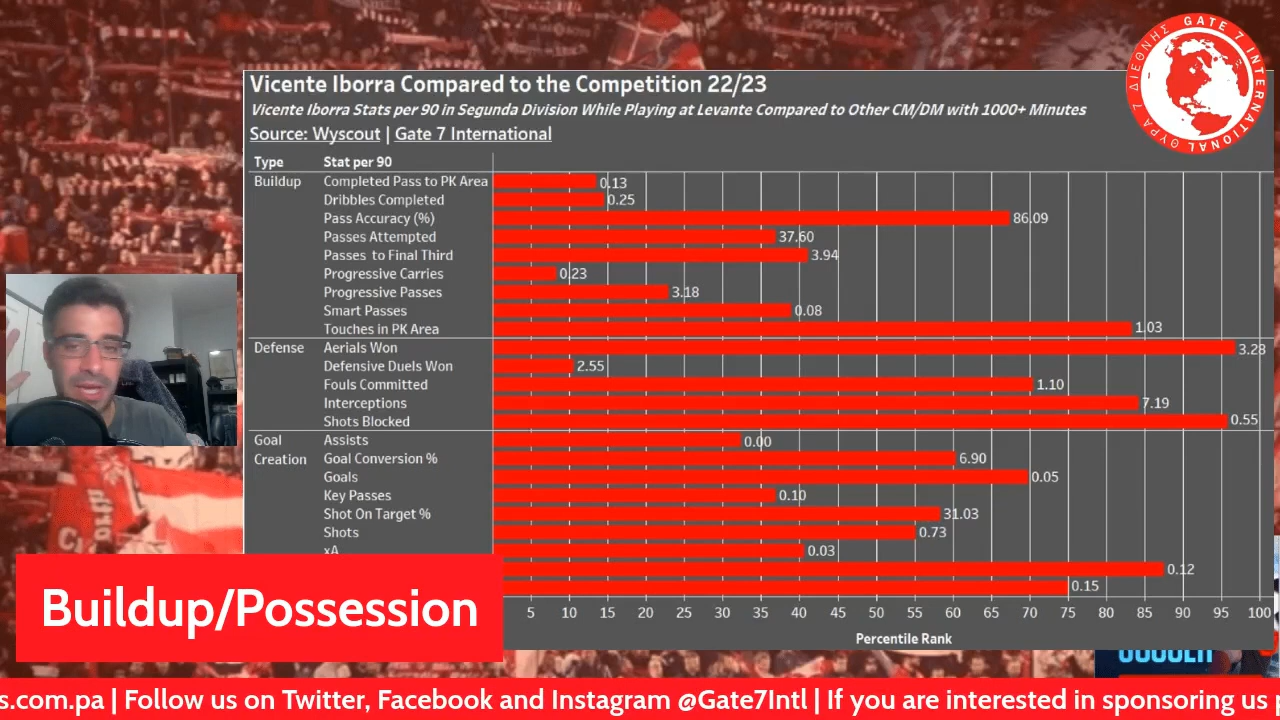 Vicente Iborra Compared to the Competition 22/23
Vicente Iborra Stats per 90 in Segunda Division While Playing at Levante Compared to Other CM/DM with 1000+ Minutes
Source: Wyscout | Gate 7 International
GATE 7 INTERNATIONAL
ΘΥΡΑ 7 ΔΙΕΘΝΗΣ
Type Stat per 90
Buildup Completed Pass to PK Area 0.13
Dribbles Completed 0.25
Pass Accuracy (%) 86.09
Passes Attempted 37.60
Passes to Final Third 3.94
Progressive Carries 0.23
Progressive Passes 3.18
Smart Passes 0.08
Touches in PK Area 1.03
Defense Aerials Won 3.28
Defensive Duels Won 2.55
Fouls Committed 1.10
Interceptions 7.19
Shots Blocked 0.55
Goal Creation Assists 0.00
Goal Conversion % 6.90
Goals 0.05
Key Passes 0.10
Shot On Target % 31.03
Shots 0.73
xA 0.03
0.12
0.15
5 10 15 20 25 30 35 40 45 50 55 60 65 70 75 80 85 90 95 100
Percentile Rank
Buildup/Possession
s.com.pa | Follow us on Twitter, Facebook and Instagram @Gate7Intl | If you are interested in sponsoring us